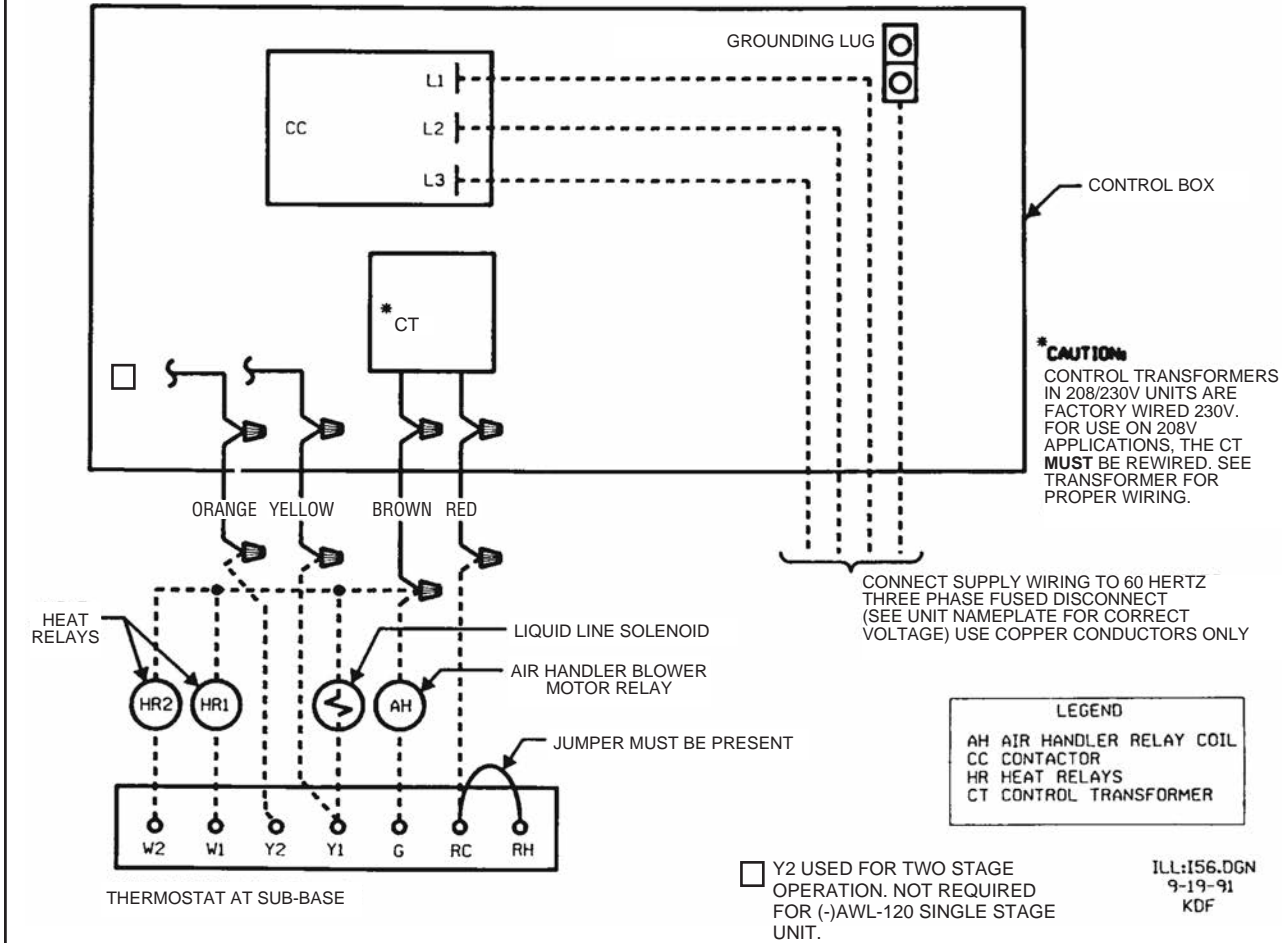 GROUNDING LUG
L1
CC
L2
L3
CONTROL BOX
*
CT
*CAUTION:
CONTROL TRANSFORMERS
IN 208/230V UNITS ARE
FACTORY WIRED 230V.
FOR USE ON 208V
APPLICATIONS, THE CT
MUST BE REWIRED. SEE
TRANSFORMER FOR
PROPER WIRING.
ORANGE YELLOW BROWN RED
CONNECT SUPPLY WIRING TO 60 HERTZ
THREE PHASE FUSED DISCONNECT
(SEE UNIT NAMEPLATE FOR CORRECT
VOLTAGE) USE COPPER CONDUCTORS ONLY
HEAT
RELAYS
LIQUID LINE SOLENOID
AIR HANDLER BLOWER
MOTOR RELAY
HR2 HR1 AH
JUMPER MUST BE PRESENT
LEGEND
AH AIR HANDLER RELAY COIL
CC CONTACTOR
HR HEAT RELAYS
CT CONTROL TRANSFORMER
W2 W1 Y2 Y1 G RC RH
THERMOSTAT AT SUB-BASE
Y2 USED FOR TWO STAGE
OPERATION. NOT REQUIRED
FOR (-)AWL-120 SINGLE STAGE
UNIT.
ILL:I56.DGN
9-19-91
KDF